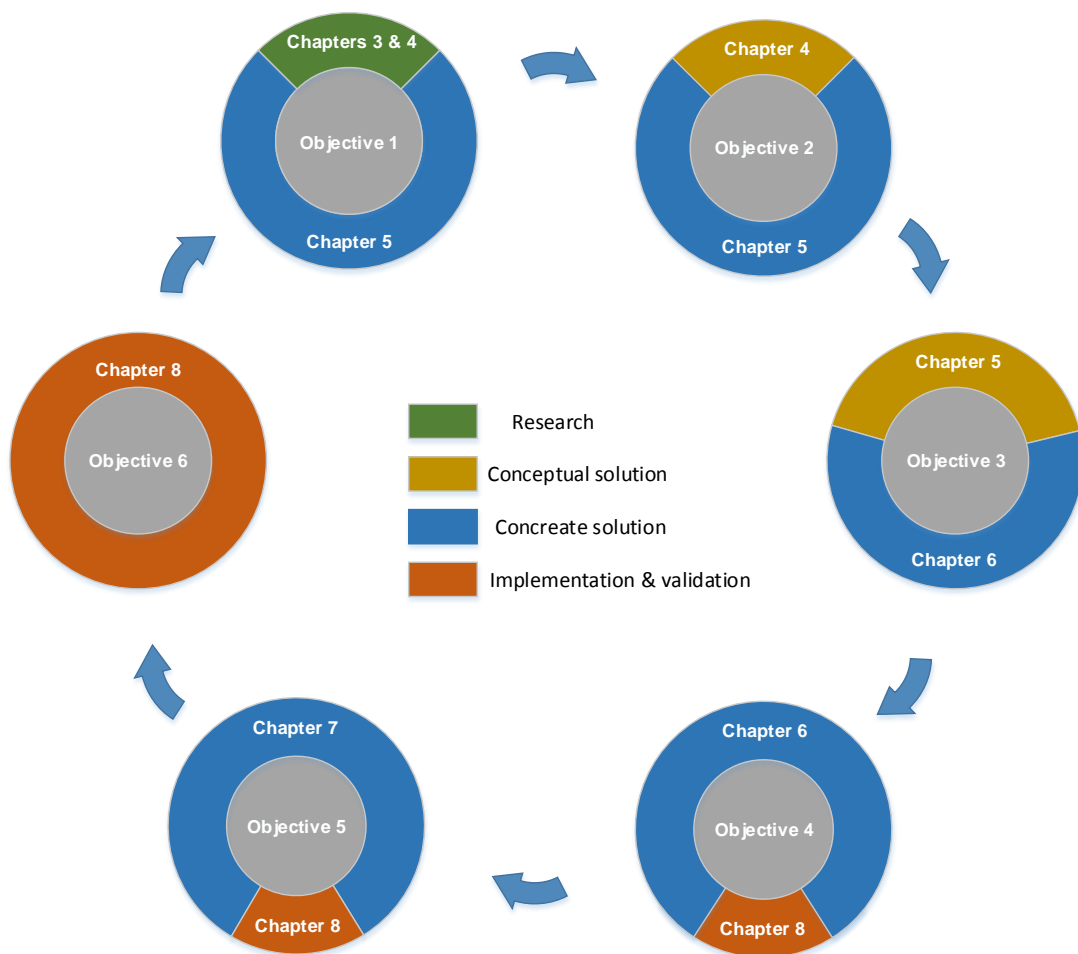 Chapters 3 & 4
Objective 1
Chapter 5
Chapter 4
Objective 2
Chapter 5
Chapter 5
Objective 3
Chapter 6
Chapter 6
Objective 4
Chapter 8
Chapter 7
Objective 5
Chapter 8
Chapter 8
Objective 6
Research
Conceptual solution
Concreate solution
Implementation & validation